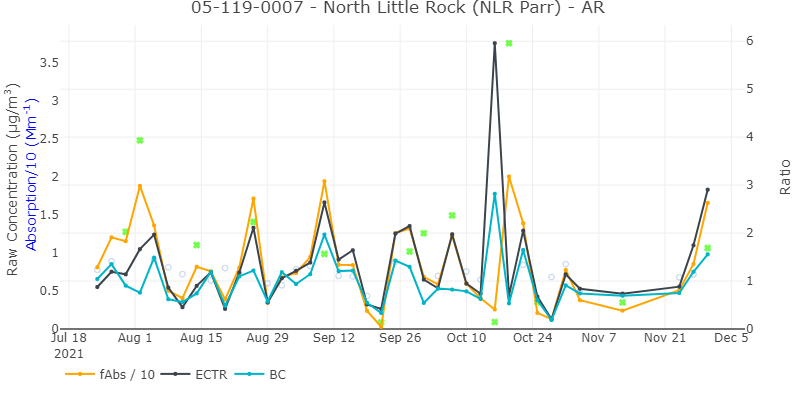 05-119-0007 - North Little Rock (NLR Parr) - AR
Raw Concentration (µg/m³)
Absorption/10 (Mm⁻¹)
3.5
3
2.5
2
1.5
1
0.5
0
6
5
4
3
2
1
0
Ratio
Jul 18
2021
Aug 1
Aug 15
Aug 29
Sep 12
Sep 26
Oct 10
Oct 24
Nov 7
Nov 21
Dec 5
fAbs / 10
ECTR
BC